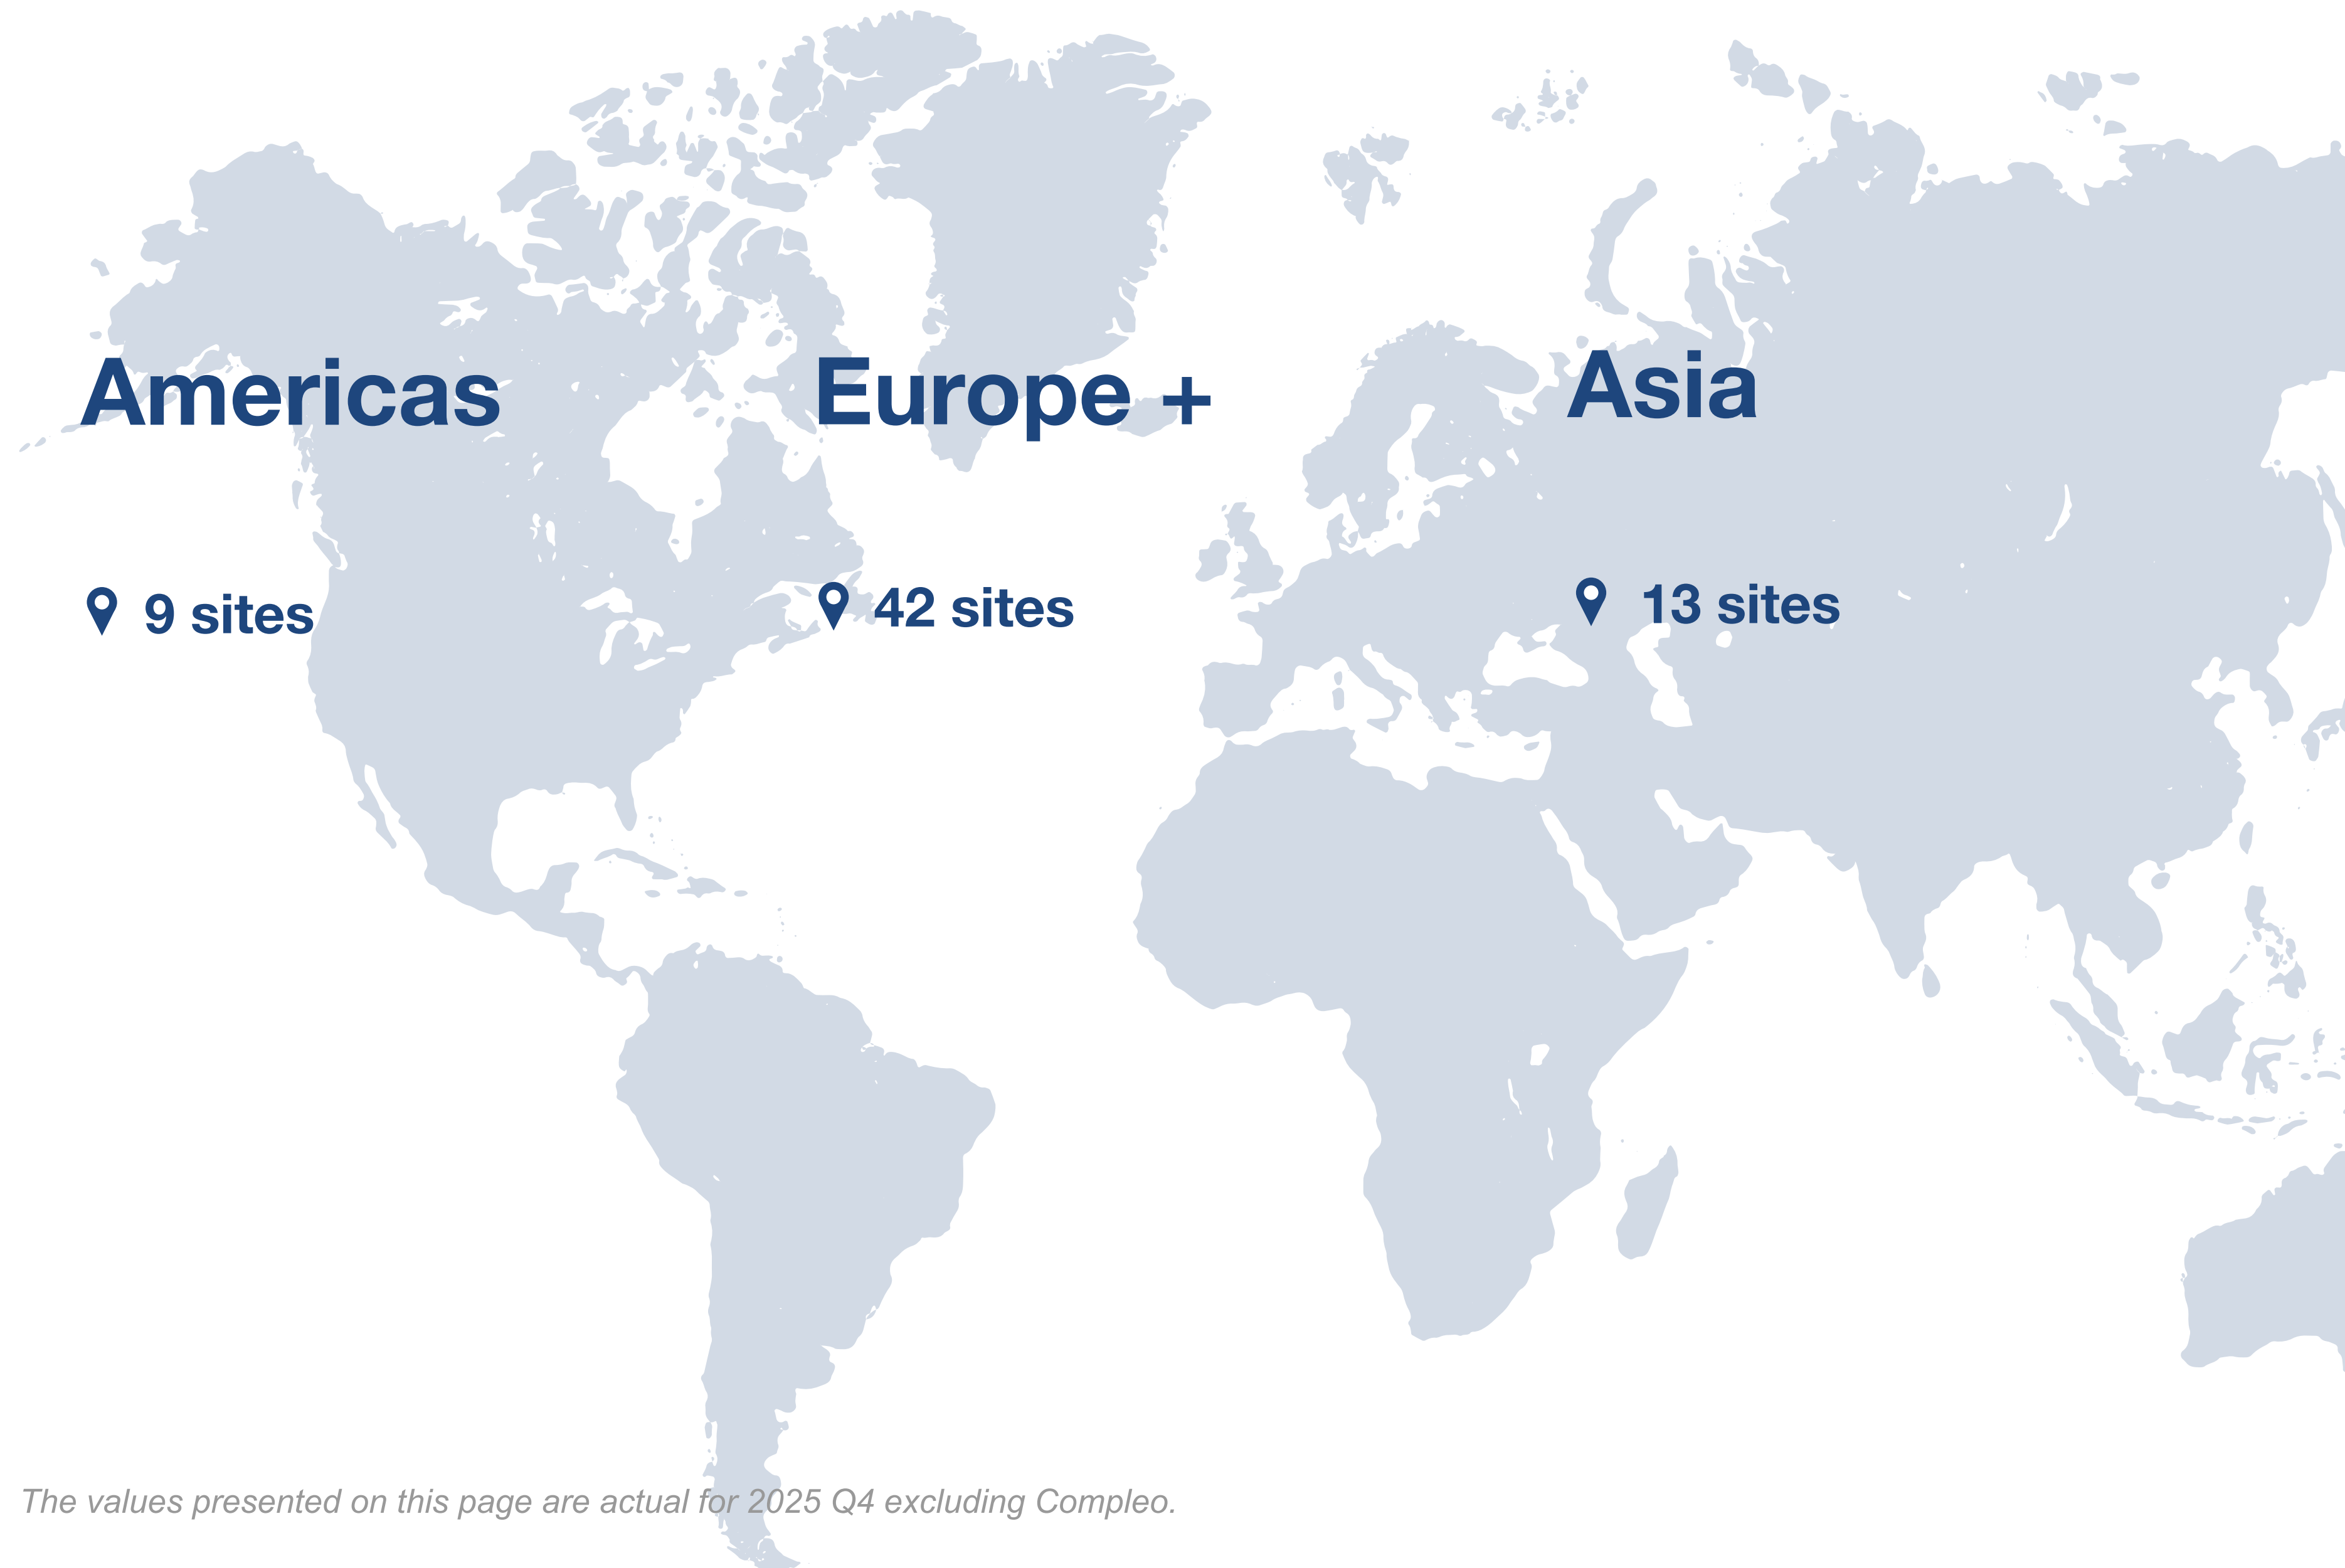 Americas
Europe +
Asia
9 sites
42 sites
13 sites
The values presented on this page are actual for 2025 Q4 excluding Compleo.